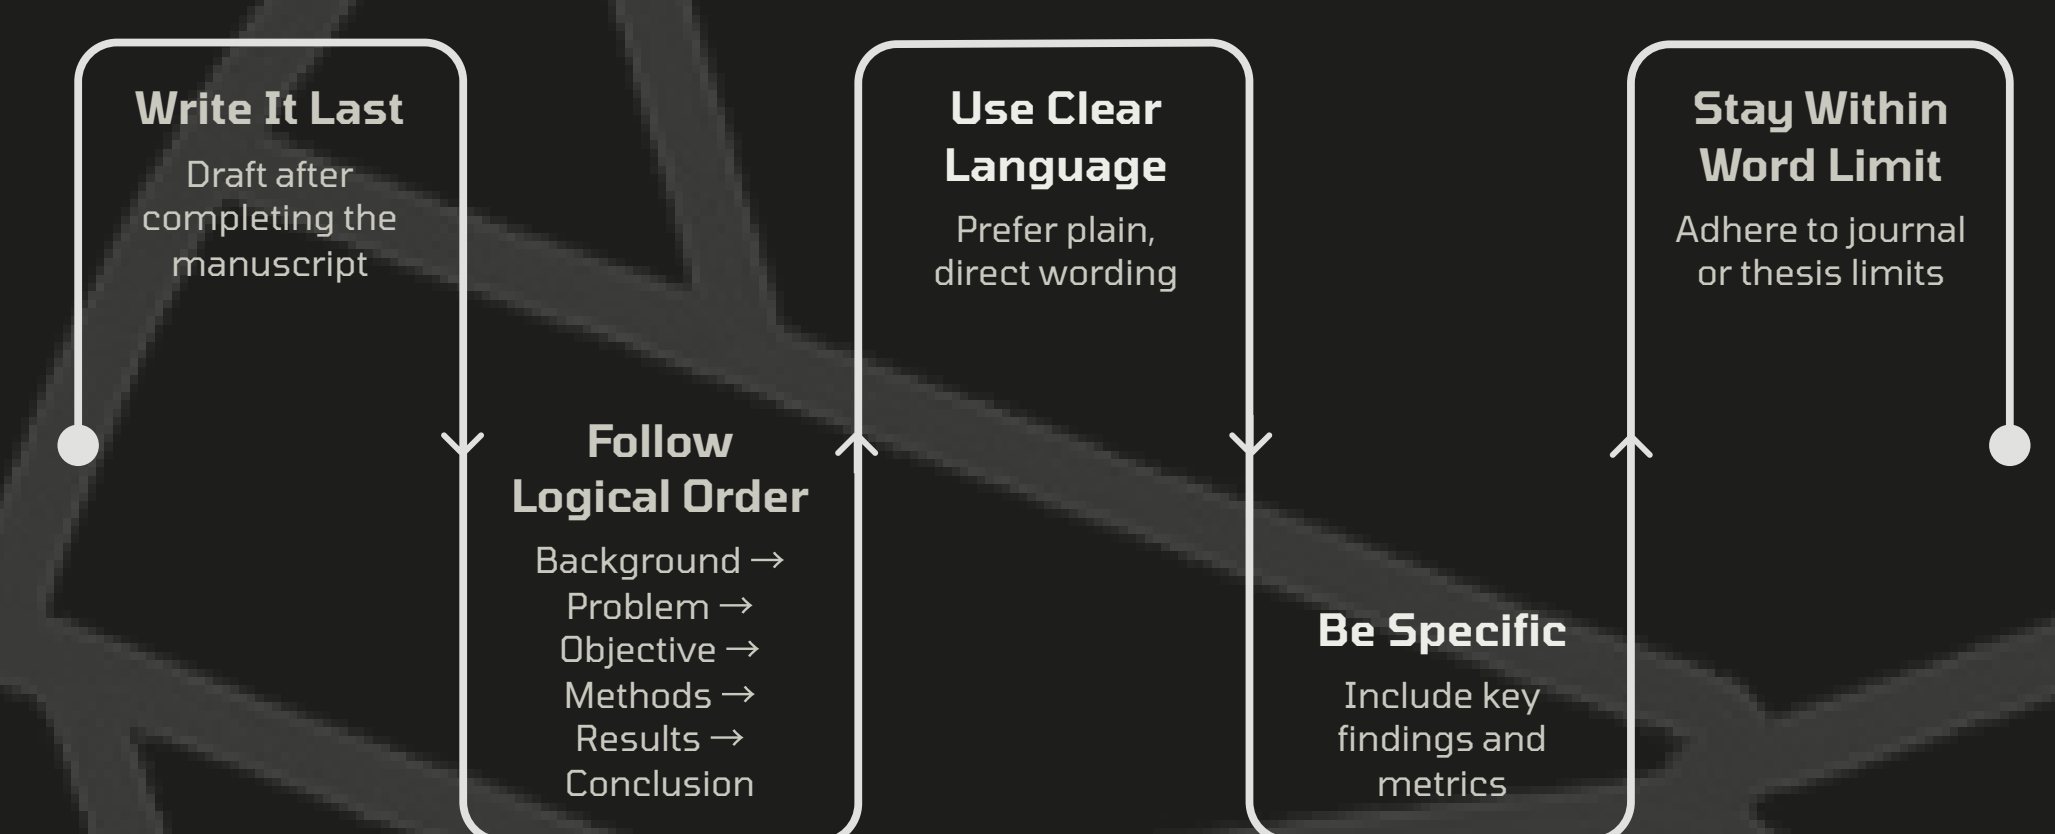 Write It Last
Draft after
completing the
manuscript
Follow
Logical Order
Background →
Problem →
Objective →
Methods →
Results →
Conclusion
Use Clear
Language
Prefer plain,
direct wording
Be Specific
Include key
findings and
metrics
Stay Within
Word Limit
Adhere to journal
or thesis limits